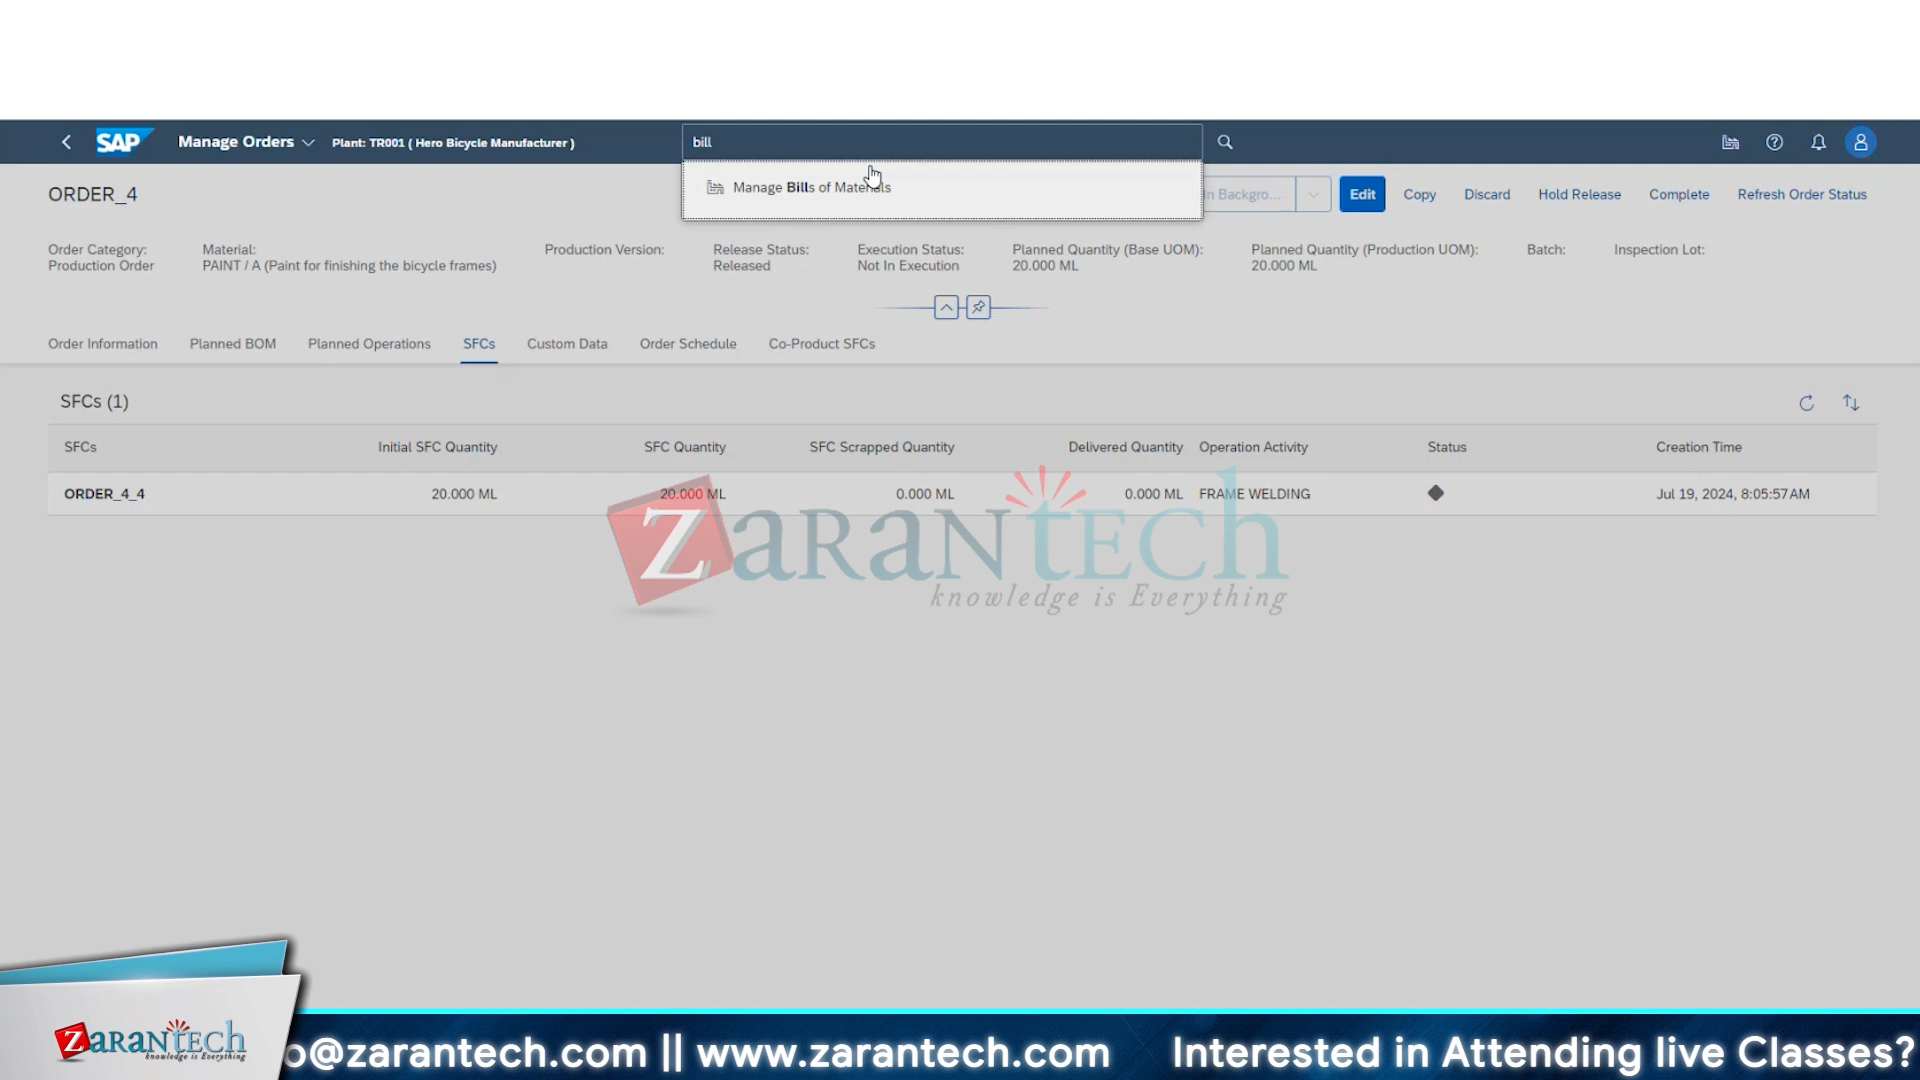 SAP
Manage Orders
Plant: TR001 ( Hero Bicycle Manufacturer )
bill
Manage Bills of Materials
ORDER_4
in Backgro...
Edit
Copy
Discard
Hold Release
Complete
Refresh Order Status
Order Category:
Production Order
Material:
PAINT / A (Paint for finishing the bicycle frames)
Production Version:
Release Status:
Released
Execution Status:
Not In Execution
Planned Quantity (Base UOM):
20.000 ML
Planned Quantity (Production UOM):
20.000 ML
Batch:
Inspection Lot:
Order Information
Planned BOM
Planned Operations
SFCs
Custom Data
Order Schedule
Co-Product SFCs
SFCs (1)
SFCs
Initial SFC Quantity
SFC Quantity
SFC Scrapped Quantity
Delivered Quantity
Operation Activity
Status
Creation Time
ORDER_4_4
20.000 ML
20.000 ML
0.000 ML
0.000 ML
FRAME WELDING
Jul 19, 2024, 8:05:57 AM
ZaranTech
knowledge is Everything
ZaranTech
knowledge is Everything
o@zarantech.com || www.zarantech.com
Interested in Attending live Classes?